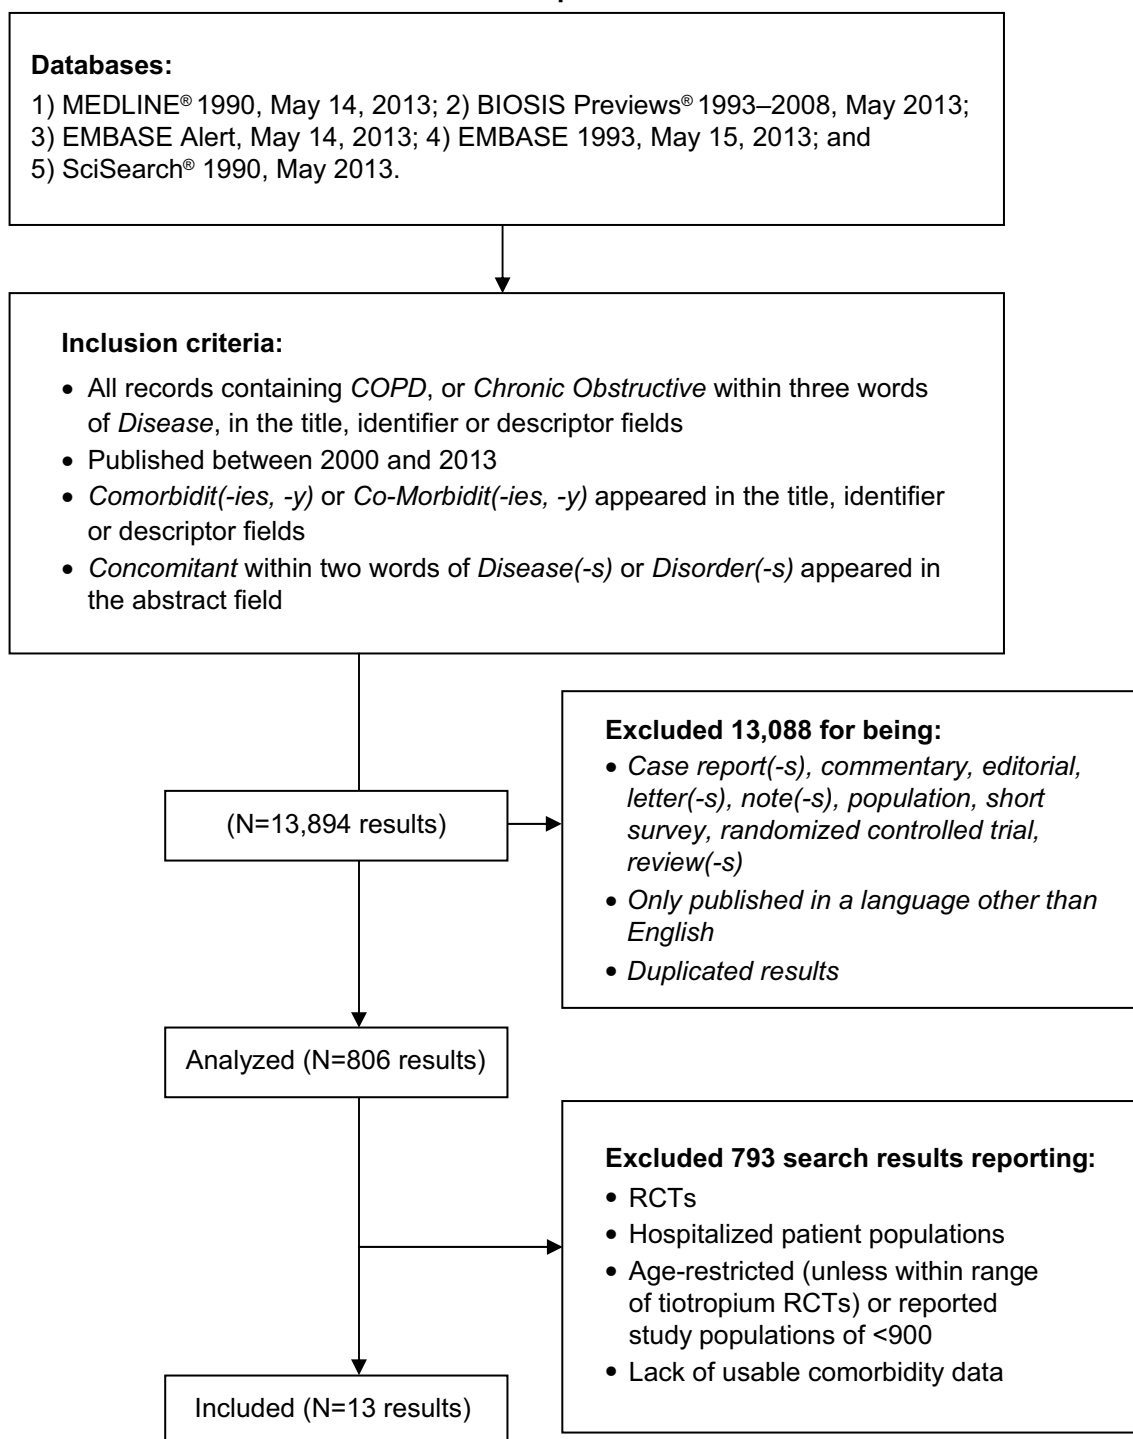 Databases:
1) MEDLINE® 1990, May 14, 2013; 2) BIOSIS Previews® 1993–2008, May 2013;
3) EMBASE Alert, May 14, 2013; 4) EMBASE 1993, May 15, 2013; and
5) SciSearch® 1990, May 2013.
Inclusion criteria:
• All records containing COPD, or Chronic Obstructive within three words
of Disease, in the title, identifier or descriptor fields
• Published between 2000 and 2013
• Comorbidit(-ies, -y) or Co-Morbidit(-ies, -y) appeared in the title, identifier
or descriptor fields
• Concomitant within two words of Disease(-s) or Disorder(-s) appeared in
the abstract field
(N=13,894 results)
Excluded 13,088 for being:
• Case report(-s), commentary, editorial,
letter(-s), note(-s), population, short
survey, randomized controlled trial,
review(-s)
• Only published in a language other than
English
• Duplicated results
Analyzed (N=806 results)
Excluded 793 search results reporting:
• RCTs
• Hospitalized patient populations
• Age-restricted (unless within range
of tiotropium RCTs) or reported
study populations of <900
• Lack of usable comorbidity data
Included (N=13 results)